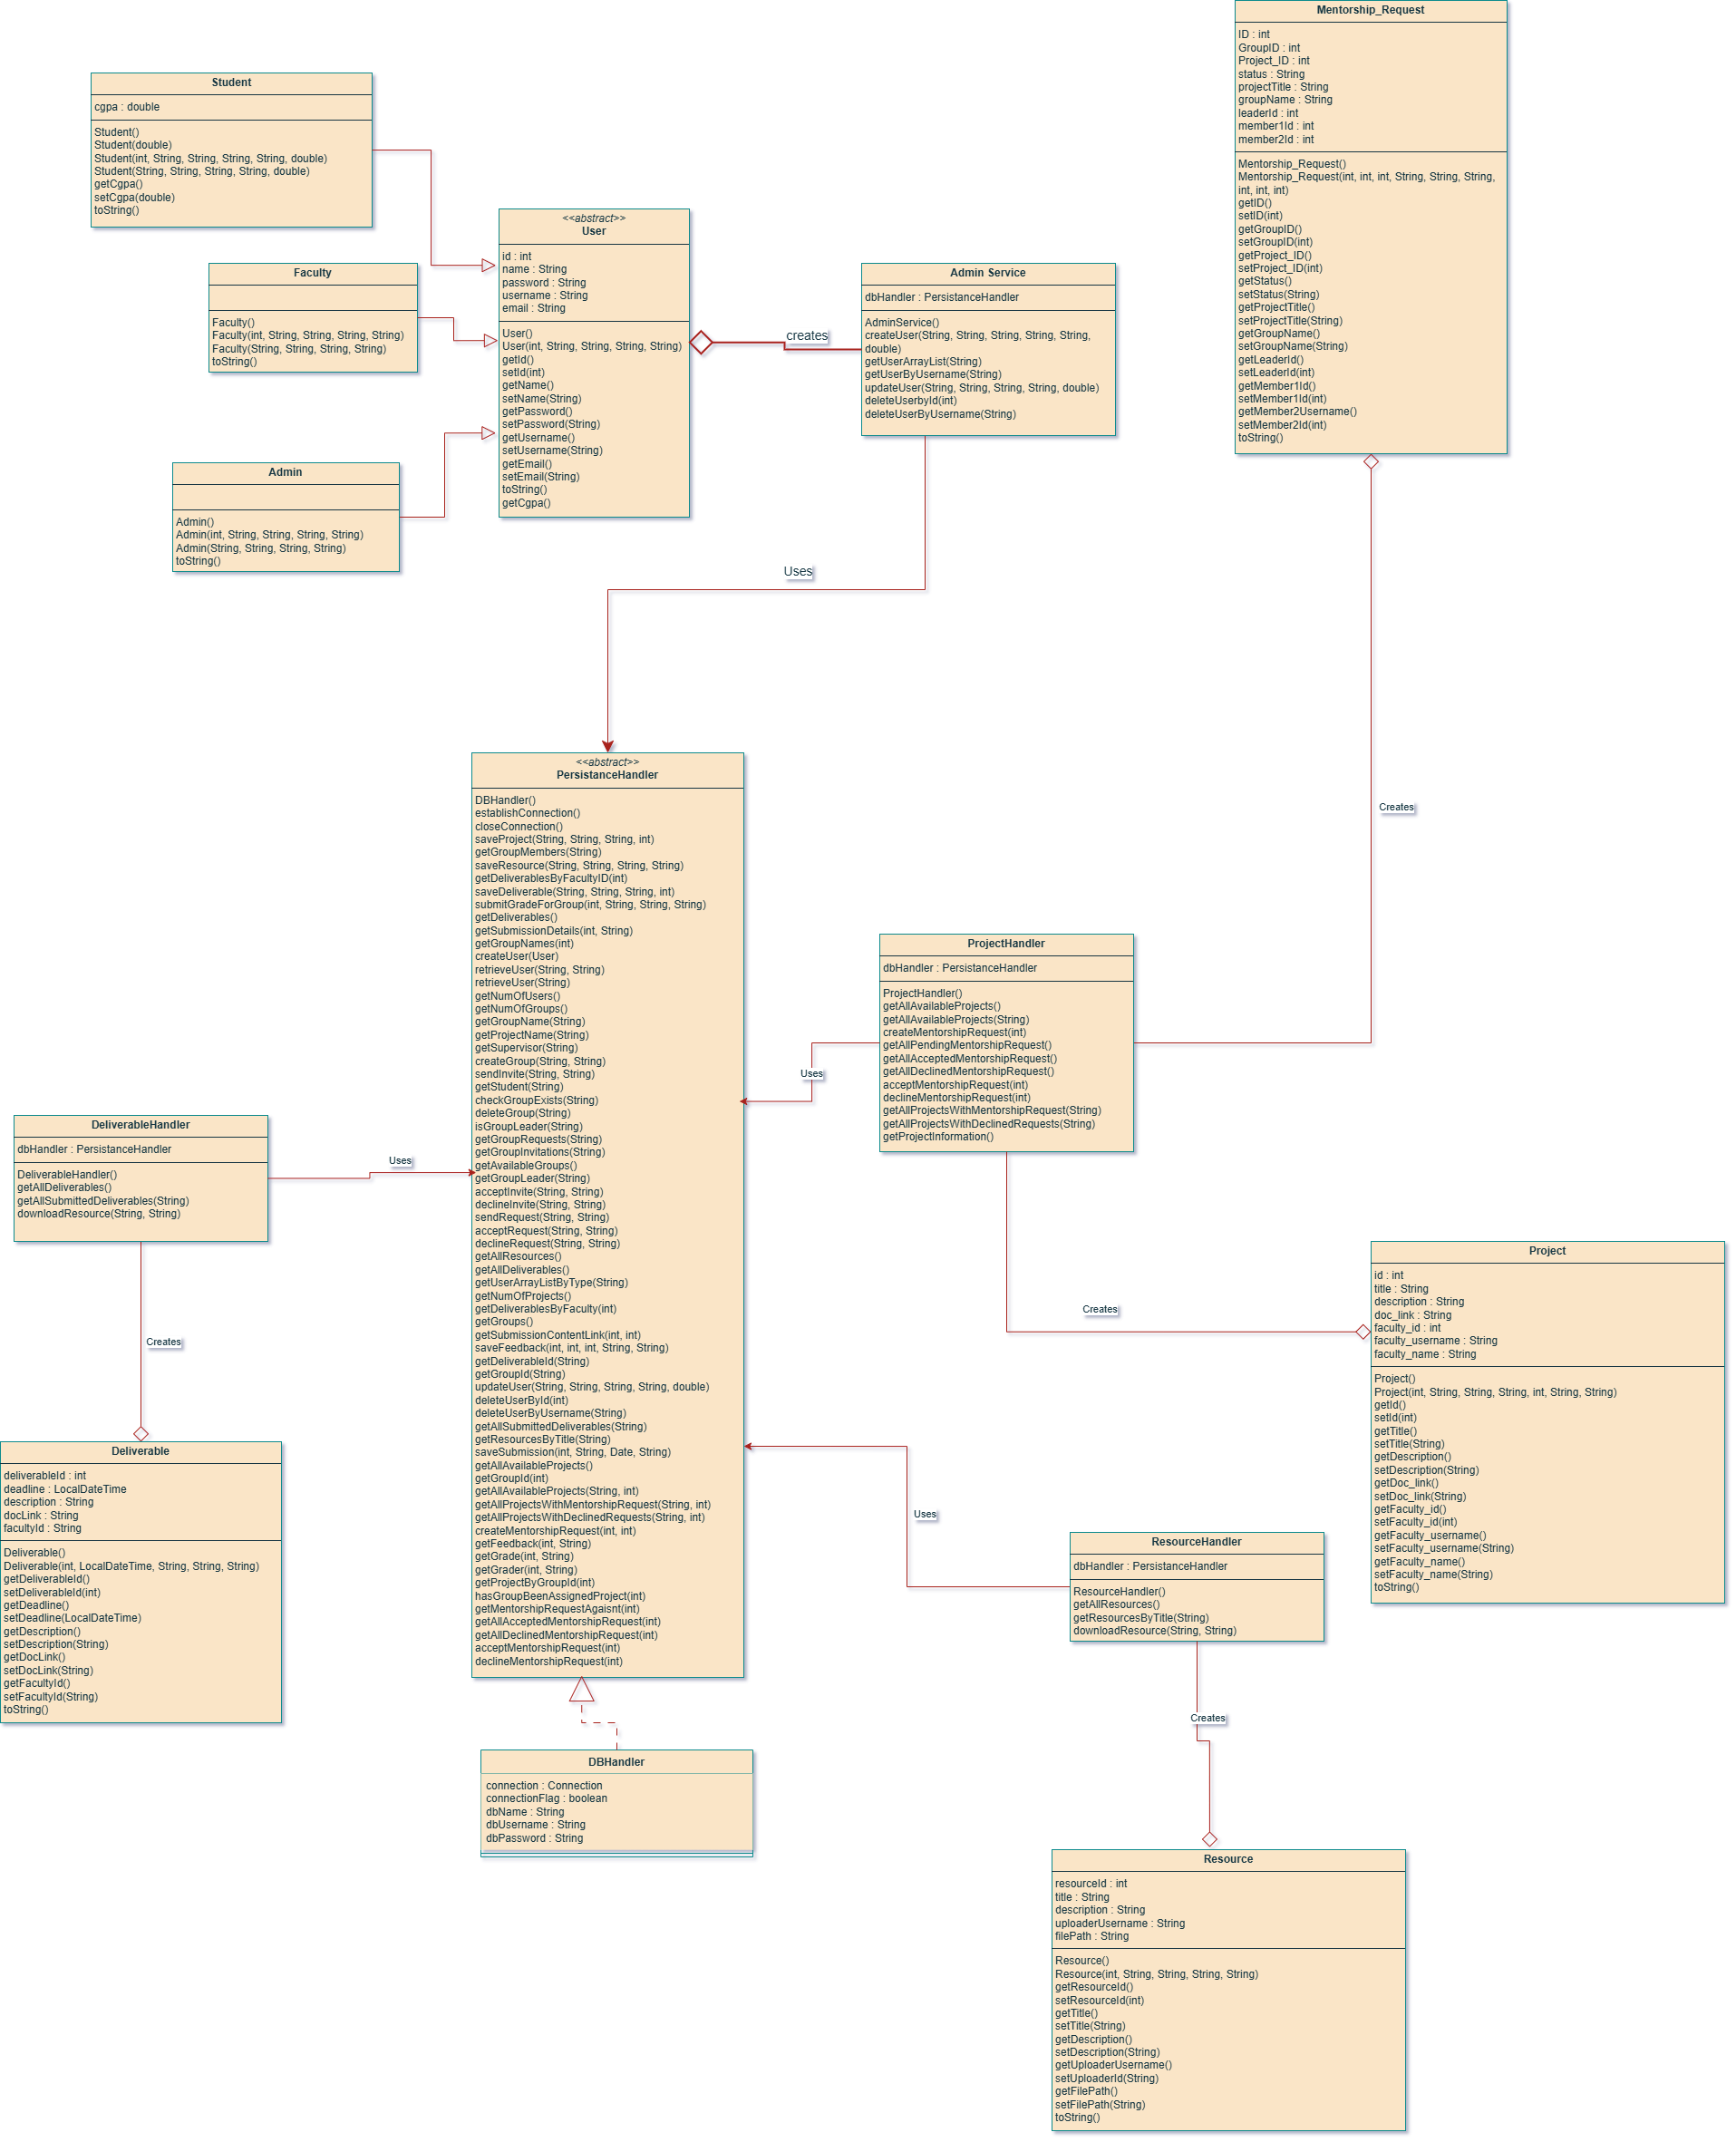 Mentorship_Request
ID : int
GroupID : int
Project_ID : int
status : String
projectTitle : String
groupName : String
leaderId : int
member1Id : int
member2Id : int
Mentorship_Request()
Mentorship_Request(int, int, int, String, String, String,
int, int, int)
getID()
setID(int)
getGroupID()
setGroupID(int)
getProject_ID()
setProject_ID(int)
getStatus()
setStatus(String)
getProjectTitle()
setProjectTitle(String)
getGroupName()
setGroupName(String)
getLeaderId()
setLeaderId(int)
getMember1Id()
setMember1Id(int)
getMember2Username()
setMember2Id(int)
toString()
Student
cgpa : double
Student()
Student(double)
Student(int, String, String, String, String, double)
Student(String, String, String, String, double)
getCgpa()
setCgpa(double)
toString()
<<abstract>>
User
id : int
name : String
password : String
username : String
email : String
User()
User(int, String, String, String, String)
getId()
setId(int)
getName()
setName(String)
getPassword()
setPassword(String)
getUsername()
setUsername(String)
getEmail()
setEmail(String)
toString()
getCgpa()
Faculty
Faculty()
Faculty(int, String, String, String, String)
Faculty(String, String, String, String)
toString()
creates
Admin Service
dbHandler : PersistanceHandler
AdminService()
createUser(String, String, String, String, String,
double)
getUserArrayList(String)
getUserByUsername(String)
updateUser(String, String, String, String, double)
deleteUserbyId(int)
deleteUserByUsername(String)
Admin
Admin()
Admin(int, String, String, String, String)
Admin(String, String, String, String)
toString()
Uses
<<abstract>>
PersistanceHandler
DBHandler()
establishConnection()
closeConnection()
saveProject(String, String, String, int)
getGroupMembers(String)
saveResource(String, String, String, String)
getDeliverablesByFacultyID(int)
saveDeliverable(String, String, String, int)
submitGradeForGroup(int, String, String, String)
getDeliverables()
getSubmissionDetails(int, String)
getGroupNames(int)
createUser(User)
retrieveUser(String, String)
retrieveUser(String)
getNumOfUsers()
getNumOfGroups()
getGroupName(String)
getProjectName(String)
getSupervisor(String)
createGroup(String, String)
sendInvite(String, String)
getStudent(String)
checkGroupExists(String)
deleteGroup(String)
isGroupLeader(String)
getGroupRequests(String)
getGroupInvitations(String)
getAvailableGroups()
getGroupLeader(String)
acceptInvite(String, String)
declineInvite(String, String)
sendRequest(String, String)
acceptRequest(String, String)
declineRequest(String, String)
getAllResources()
getAllDeliverables()
getUserArrayListByType(String)
getNumOfProjects()
getDeliverablesByFaculty(int)
getGroups()
getSubmissionContentLink(int, int)
saveFeedback(int, int, int, String, String)
getDeliverableId(String)
getGroupId(String)
updateUser(String, String, String, String, double)
deleteUserById(int)
deleteUserByUsername(String)
getAllSubmittedDeliverables(String)
getResourcesByTitle(String)
saveSubmission(int, String, Date, String)
getAllAvailableProjects()
getGroupId(int)
getAllAvailableProjects(String, int)
getAllProjectsWithMentorshipRequest(String, int)
getAllProjectsWithDeclinedRequests(String, int)
createMentorshipRequest(int, int)
getFeedback(int, String)
getGrade(int, String)
getGrader(int, String)
getProjectByGroupId(int)
hasGroupBeenAssignedProject(int)
getMentorshipRequestAgaisnt(int)
getAllAcceptedMentorshipRequest(int)
getAllDeclinedMentorshipRequest(int)
acceptMentorshipRequest(int)
declineMentorshipRequest(int)
Creates
ProjectHandler
dbHandler : PersistanceHandler
ProjectHandler()
getAllAvailableProjects()
getAllAvailableProjects(String)
createMentorshipRequest(int)
getAllPendingMentorshipRequest()
getAllAcceptedMentorshipRequest()
getAllDeclinedMentorshipRequest()
acceptMentorshipRequest(int)
declineMentorshipRequest(int)
getAllProjectsWithMentorshipRequest(String)
getAllProjectsWithDeclinedRequests(String)
getProjectInformation()
Uses
DeliverableHandler
dbHandler : PersistanceHandler
DeliverableHandler()
getAllDeliverables()
getAllSubmittedDeliverables(String)
downloadResource(String, String)
Uses
Creates
Deliverable
deliverableId : int
deadline : LocalDateTime
description : String
docLink : String
facultyId : String
Deliverable()
Deliverable(int, LocalDateTime, String, String, String)
getDeliverableId()
setDeliverableId(int)
getDeadline()
setDeadline(LocalDateTime)
getDescription()
setDescription(String)
getDocLink()
setDocLink(String)
getFacultyId()
setFacultyId(String)
toString()
Creates
Project
id : int
title : String
description : String
doc_link : String
faculty_id : int
faculty_username : String
faculty_name : String
Project()
Project(int, String, String, String, int, String, String)
getId()
setId(int)
getTitle()
setTitle(String)
getDescription()
setDescription(String)
getDoc_link()
setDoc_link(String)
getFaculty_id()
setFaculty_id(int)
getFaculty_username()
setFaculty_username(String)
getFaculty_name()
setFaculty_name(String)
toString()
Uses
ResourceHandler
dbHandler : PersistanceHandler
ResourceHandler()
getAllResources()
getResourcesByTitle(String)
downloadResource(String, String)
Creates
DBHandler
connection : Connection
connectionFlag : boolean
dbName : String
dbUsername : String
dbPassword : String
Resource
resourceId : int
title : String
description : String
uploaderUsername : String
filePath : String
Resource()
Resource(int, String, String, String, String)
getResourceId()
setResourceId(int)
getTitle()
setTitle(String)
getDescription()
setDescription(String)
getUploaderUsername()
setUploaderId(String)
getFilePath()
setFilePath(String)
toString()